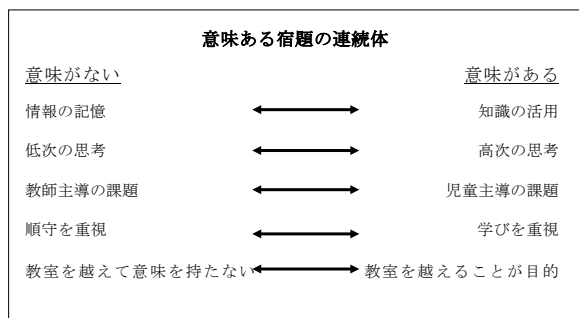 意味ある宿題の連続体
意味がない 意味がある
情報の記憶 知識の活用
低次の思考 高次の思考
教師主導の課題 児童主導の課題
順守を重視 学びを重視
教室を越えて意味を持たない 教室を越えることが目的